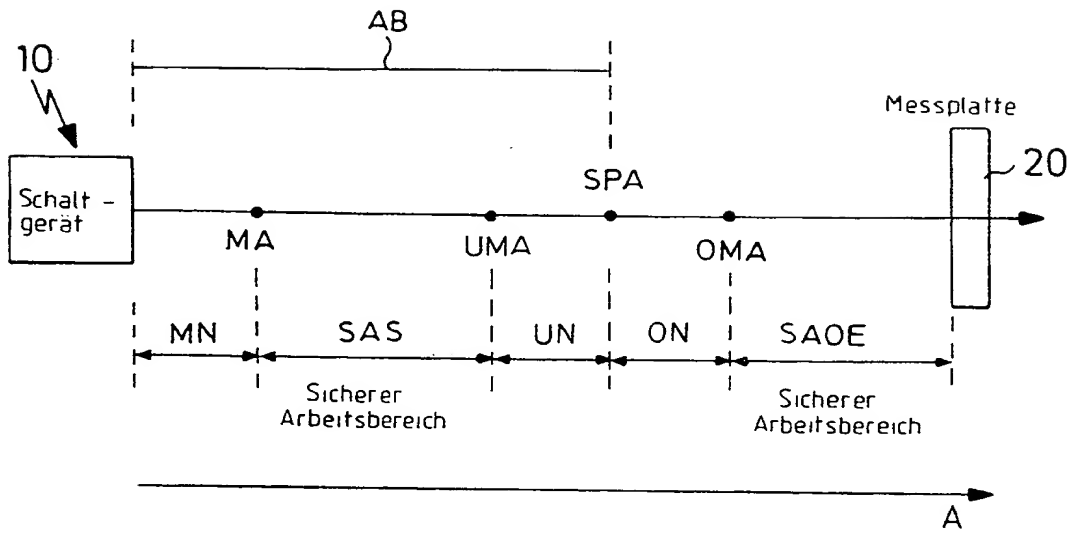 AB
10
Messplatte
20
SPA
Schalt-
gerät
MA
UMA
OMA
MN
SAS
UN
ON
SAOE
Sicherer
Arbeitsbereich
Sicherer
Arbeitsbereich
A